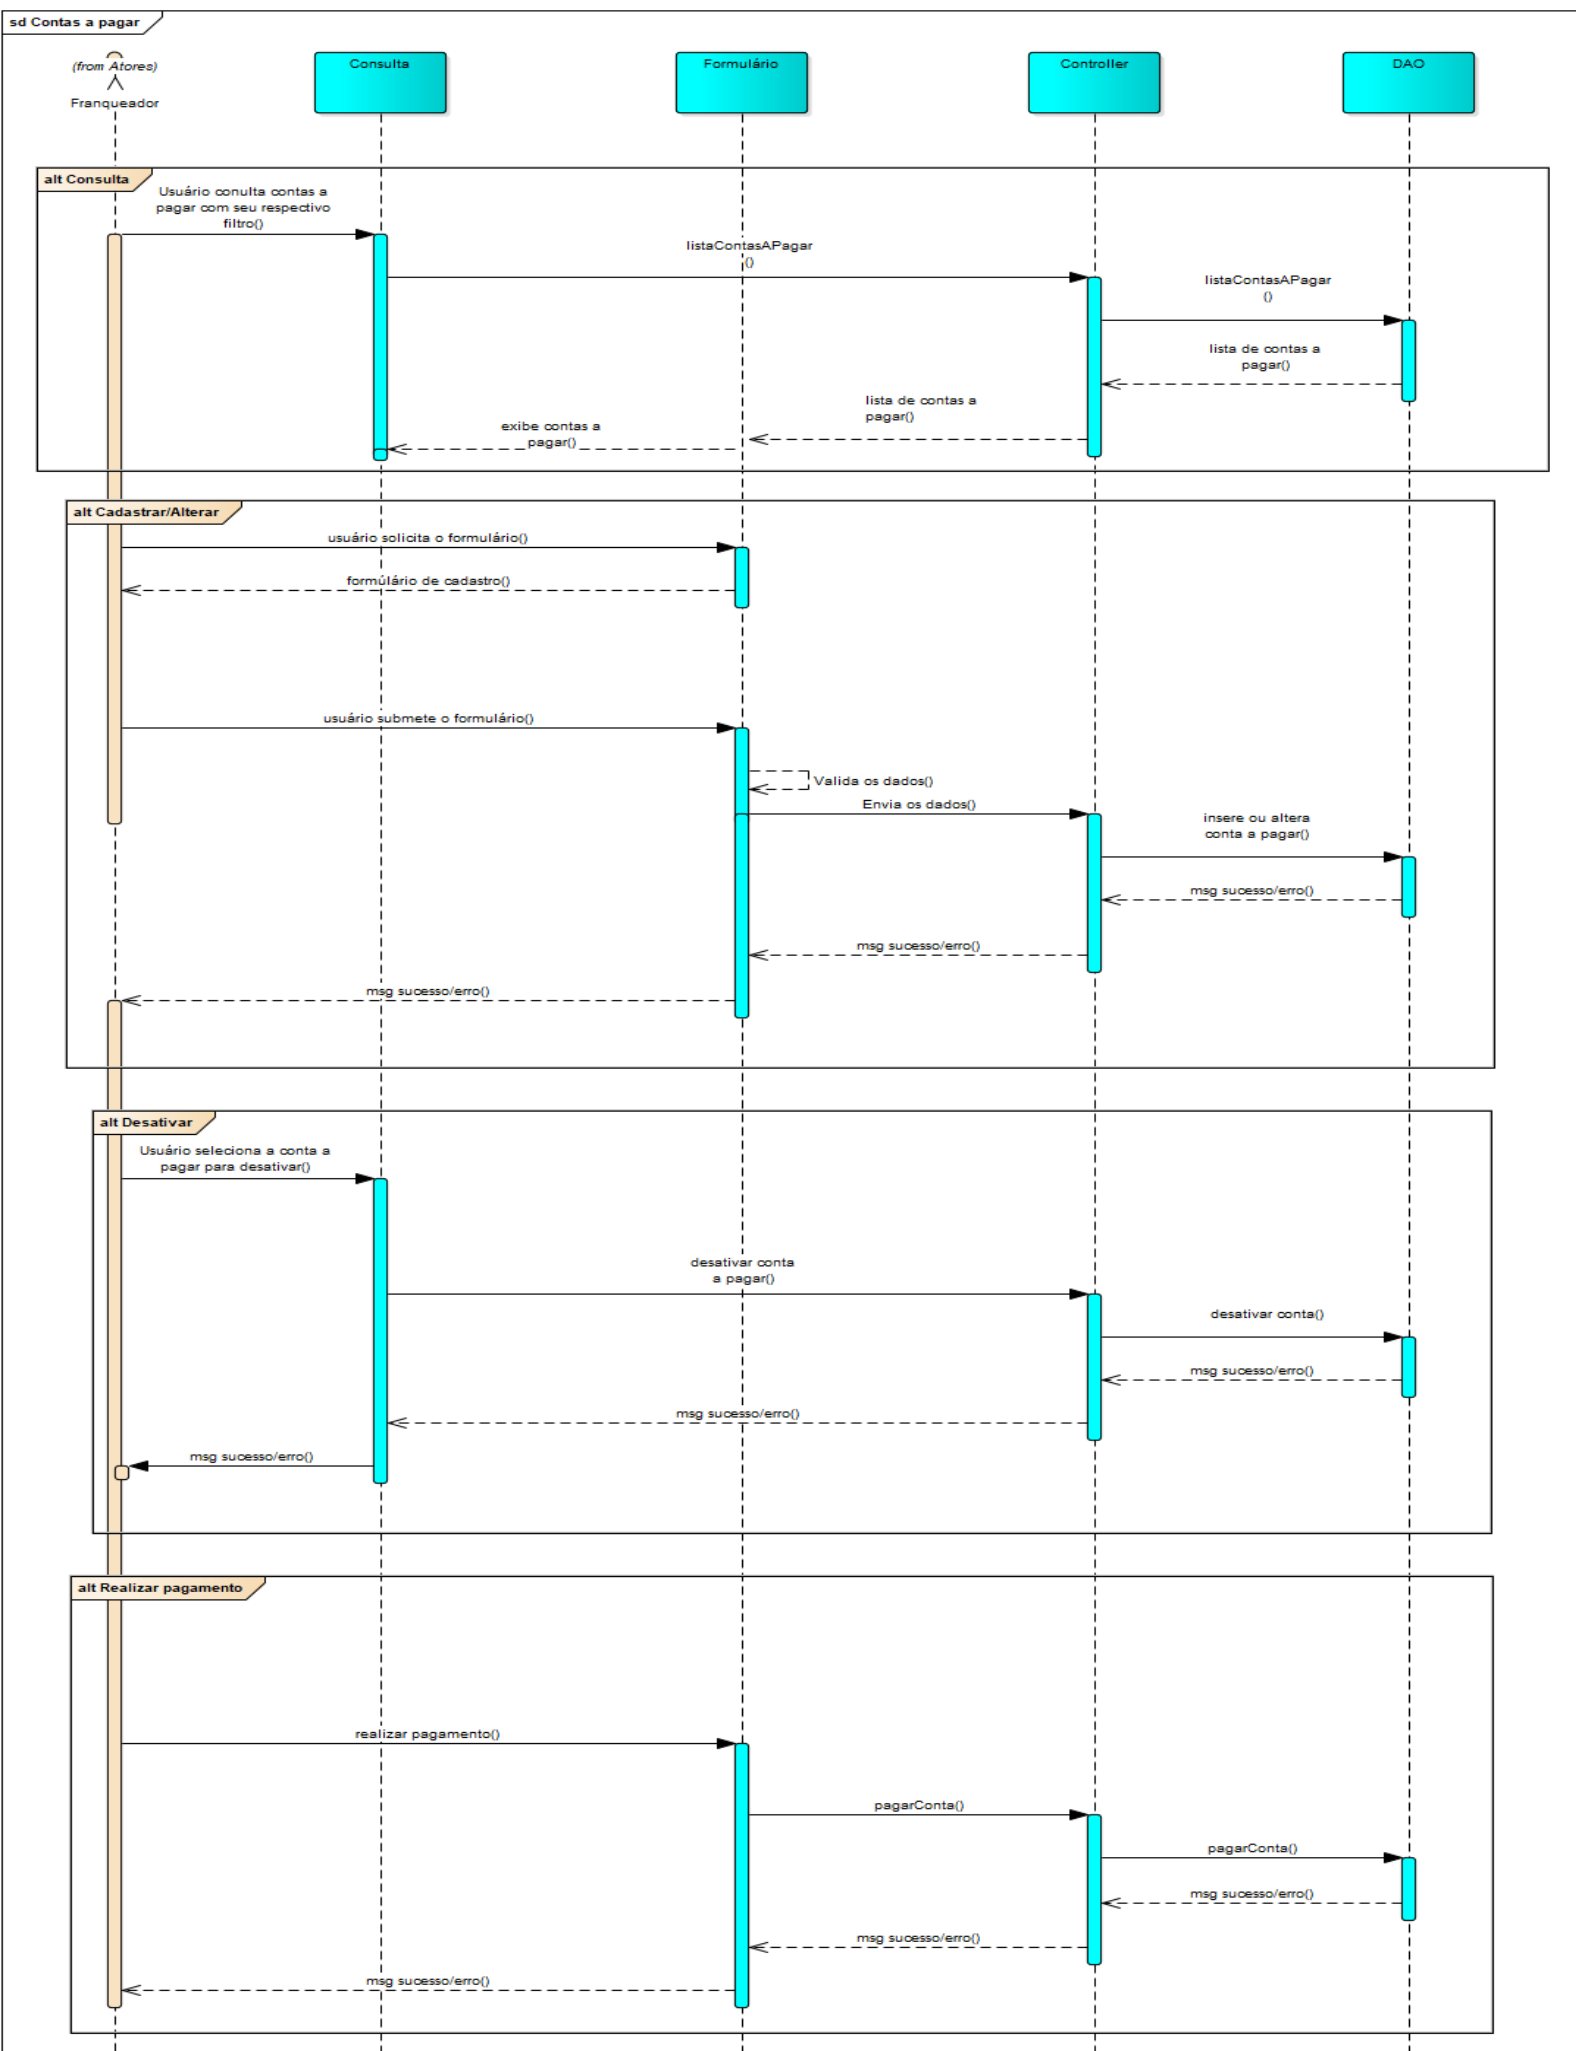 sd Contas a pagar
(from Atores)
Franqueador
Consulta
Formulário
Controller
DAO
alt Consulta
Usuário conulta contas a
pagar com seu respectivo
filtro()
listaContasAPagar
()
listaContasAPagar
()
lista de contas a
pagar()
lista de contas a
pagar()
exibe contas a
pagar()
alt Cadastrar/Alterar
usuário solicita o formulário()
formúlário de cadastro()
usuário submete o formulário()
Valida os dados()
Envia os dados()
insere ou altera
conta a pagar()
msg sucesso/erro()
msg sucesso/erro()
msg sucesso/erro()
alt Desativar
Usuário seleciona a conta a
pagar para desativar()
desativar conta
a pagar()
desativar conta()
msg sucesso/erro()
msg sucesso/erro()
msg sucesso/erro()
alt Realizar pagamento
realizar pagamento()
pagarConta()
pagarConta()
msg sucesso/erro()
msg sucesso/erro()
msg sucesso/erro()